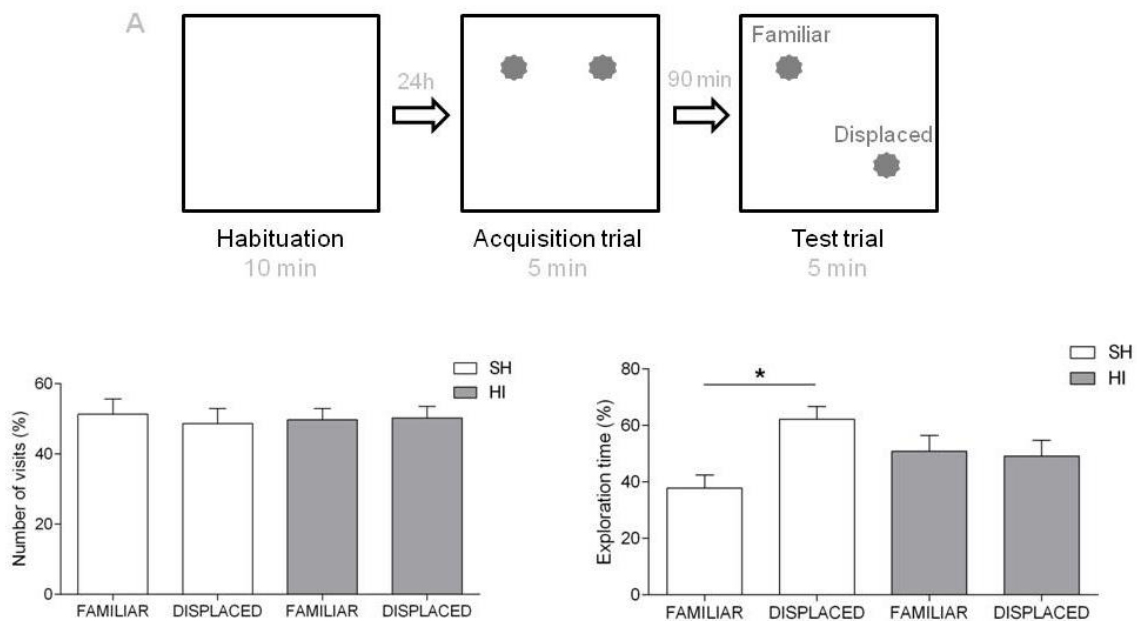 A
Familiar
24h
90 min
Displaced
Habituation
10 min
Acquisition trial
5 min
Test trial
5 min
SH
HI
Number of visits (%)
60
40
20
0
FAMILIAR DISPLACED FAMILIAR DISPLACED
SH
HI
*
Exploration time (%)
80
60
40
20
0
FAMILIAR DISPLACED FAMILIAR DISPLACED